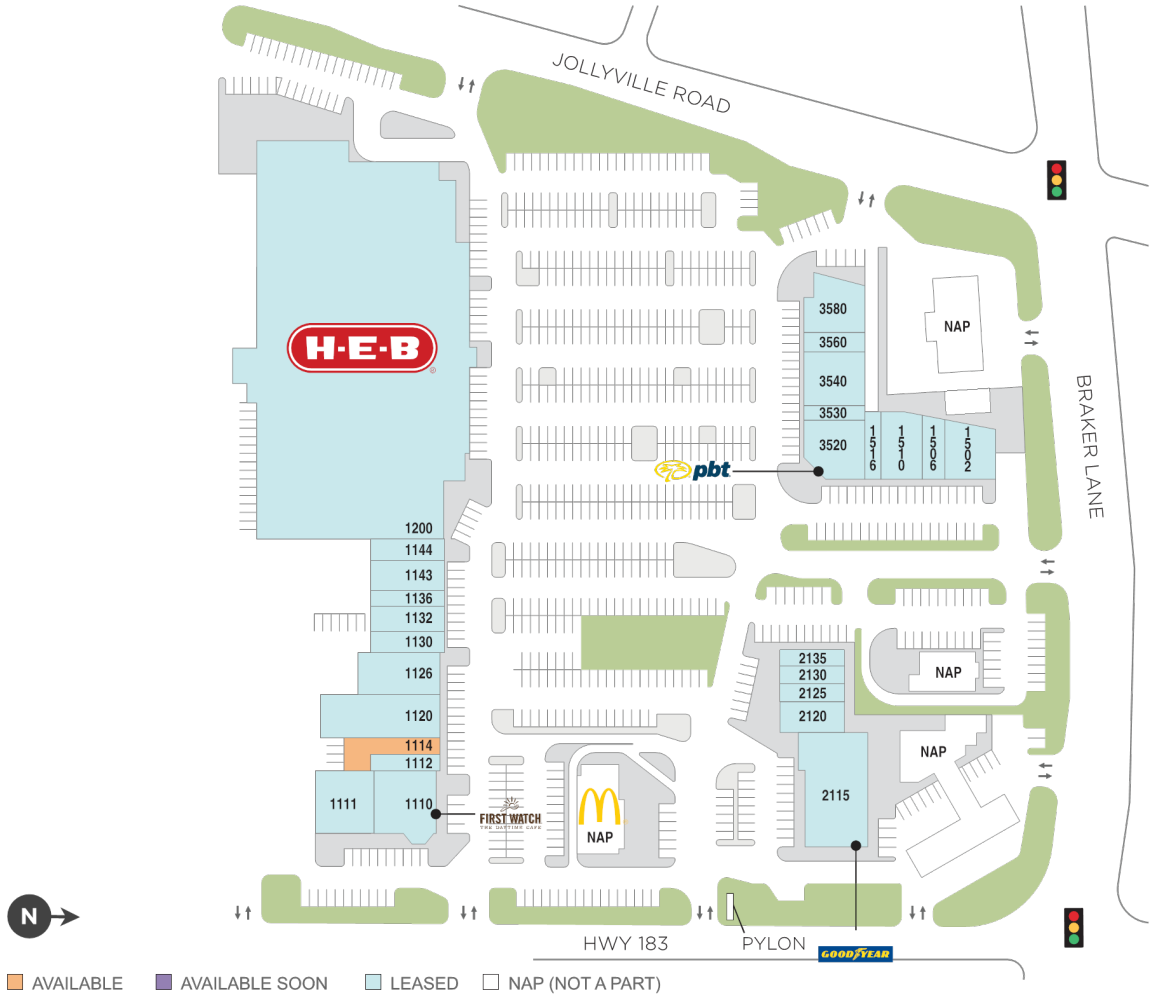 JOLLYVILLE ROAD
3580
NAP
3560
H-E-B
®
3540
BRAKER LANE
3530
3520
1516
1510
1506
1502
pbt
1200
1144
1143
1136
1132
1130
1126
1120
1114
1112
1111
1110
2135
2130
2125
2120
2115
NAP
NAP
FIRST WATCH
THE DAYTIME CAFE
NAP
N
HWY 183
PYLON
GOODYEAR
AVAILABLE
AVAILABLE SOON
LEASED
NAP (NOT A PART)